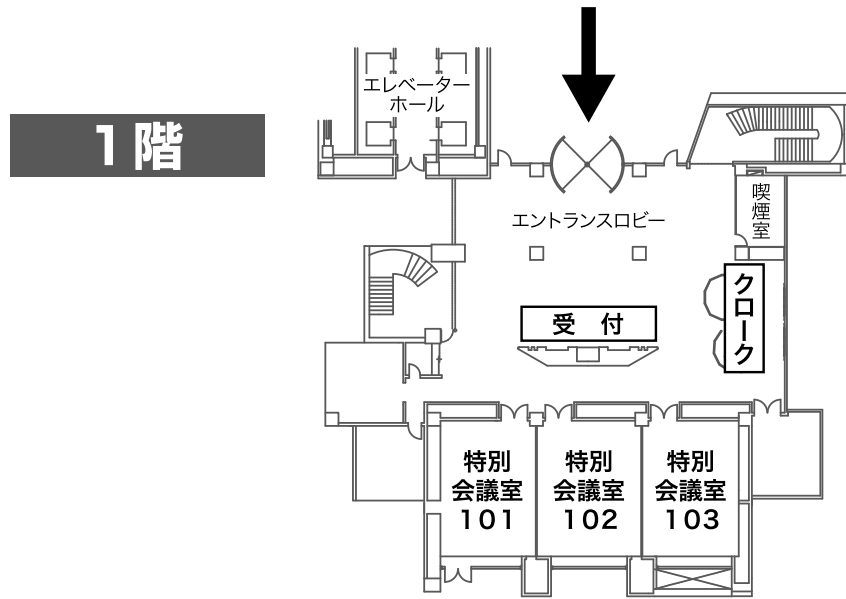 １階
エレベーター
ホール
エントランスロビー
喫煙室
クローク
受　付
特別
会議室
１０１
特別
会議室
１０２
特別
会議室
１０３